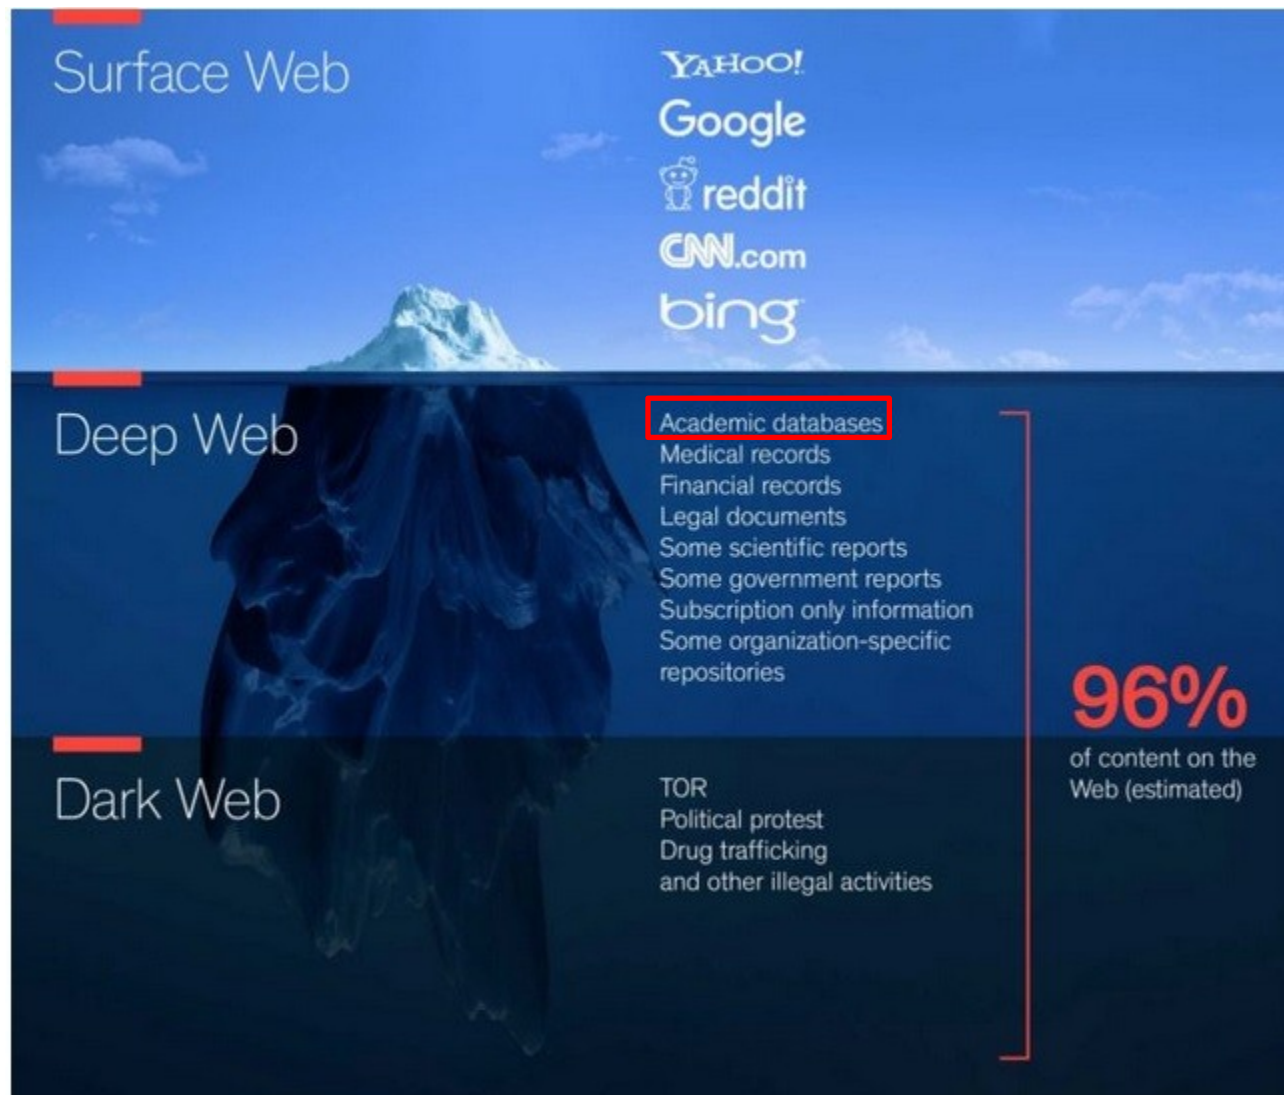 Surface Web
YAHOO!
Google
reddit
CNN.com
bing
Deep Web
Academic databases
Medical records
Financial records
Legal documents
Some scientific reports
Some government reports
Subscription only information
Some organization-specific
repositories
96%
of content on the
Web (estimated)
Dark Web
TOR
Political protest
Drug trafficking
and other illegal activities